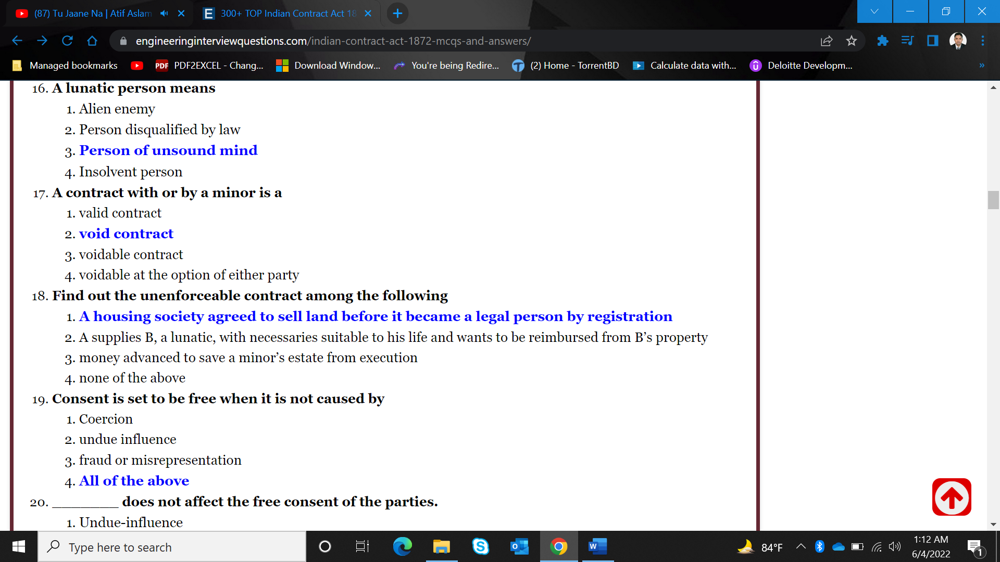 (87) Tu Jaane Na | Atif Aslam
E 300+ TOP Indian Contract Act 18
engineeringinterviewquestions.com/indian-contract-act-1872-mcqs-and-answers/
Managed bookmarks
PDF PDF2EXCEL - Chang...
Download Window...
You're being Redire...
(2) Home - TorrentBD
Calculate data with...
Deloitte Developm...
16. A lunatic person means
1. Alien enemy
2. Person disqualified by law
3. Person of unsound mind
4. Insolvent person
17. A contract with or by a minor is a
1. valid contract
2. void contract
3. voidable contract
4. voidable at the option of either party
18. Find out the unenforceable contract among the following
1. A housing society agreed to sell land before it became a legal person by registration
2. A supplies B, a lunatic, with necessaries suitable to his life and wants to be reimbursed from B’s property
3. money advanced to save a minor’s estate from execution
4. none of the above
19. Consent is set to be free when it is not caused by
1. Coercion
2. undue influence
3. fraud or misrepresentation
4. All of the above
20. _______ does not affect the free consent of the parties.
1. Undue-influence
Type here to search
84°F
1:12 AM
6/4/2022
1